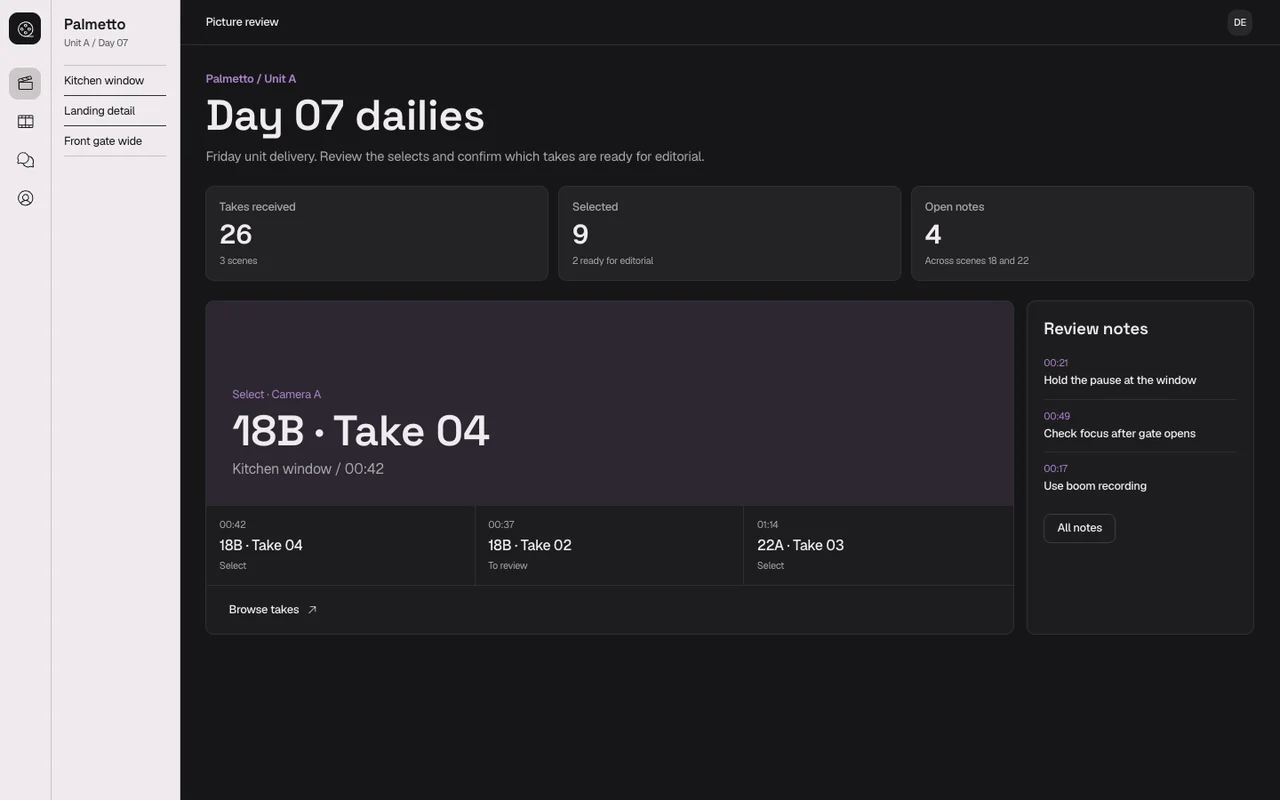 Palmetto
Unit A / Day 07
Kitchen window
Landing detail
Front gate wide
Picture review
DE
Palmetto / Unit A
Day 07 dailies
Friday unit delivery. Review the selects and confirm which takes are ready for editorial.
Takes received
26
3 scenes
Selected
9
2 ready for editorial
Open notes
4
Across scenes 18 and 22
Select · Camera A
18B · Take 04
Kitchen window / 00:42
00:42
18B · Take 04
Select
00:37
18B · Take 02
To review
01:14
22A · Take 03
Select
Browse takes
Review notes
00:21
Hold the pause at the window
00:49
Check focus after gate opens
00:17
Use boom recording
All notes